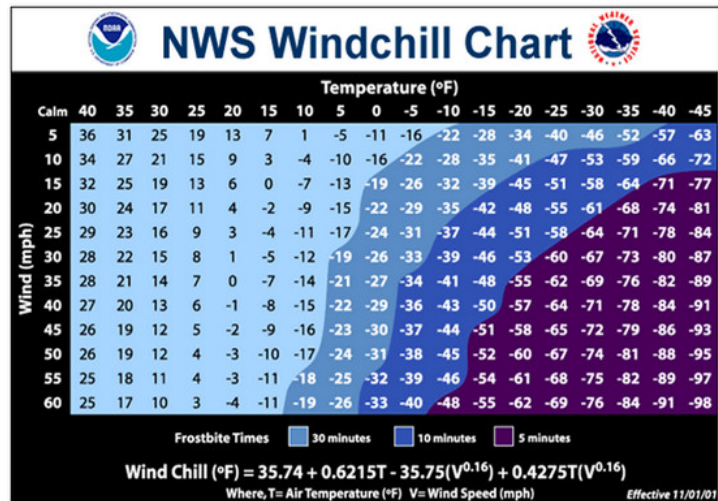 NOAA
NWS Windchill Chart
Temperature (ºF)
Calm 40 35 30 25 20 15 10 5 0 -5 -10 -15 -20 -25 -30 -35 -40 -45
5 36 31 25 19 13 7 1 -5 -11 -16 -22 -28 -34 -40 -46 -52 -57 -63
10 34 27 21 15 9 3 -4 -10 -16 -22 -28 -35 -41 -47 -53 -59 -66 -72
15 32 25 19 13 6 0 -7 -13 -19 -26 -32 -39 -45 -51 -58 -64 -71 -77
20 30 24 17 11 4 -2 -9 -15 -22 -29 -35 -42 -48 -55 -61 -68 -74 -81
25 29 23 16 9 3 -4 -11 -17 -24 -31 -37 -44 -51 -58 -64 -71 -78 -84
30 28 22 15 8 1 -5 -12 -19 -26 -33 -39 -46 -53 -60 -67 -73 -80 -87
35 28 21 14 7 0 -7 -14 -21 -27 -34 -41 -48 -55 -62 -69 -76 -82 -89
40 27 20 13 6 -1 -8 -15 -22 -29 -36 -43 -50 -57 -64 -71 -78 -84 -91
45 26 19 12 5 -2 -9 -16 -23 -30 -37 -44 -51 -58 -65 -72 -79 -86 -93
50 26 19 12 4 -3 -10 -17 -24 -31 -38 -45 -52 -60 -67 -74 -81 -88 -95
55 25 18 11 4 -3 -11 -18 -25 -32 -39 -46 -54 -61 -68 -75 -82 -89 -97
60 25 17 10 3 -4 -11 -19 -26 -33 -40 -48 -55 -62 -69 -76 -84 -91 -98
Wind (mph)
Frostbite Times 30 minutes 10 minutes 5 minutes
Wind Chill (ºF) = 35.74 + 0.6215T - 35.75(V0.16) + 0.4275T(V0.16)
Where, T= Air Temperature (ºF) V= Wind Speed (mph)
Effective 11/01/01